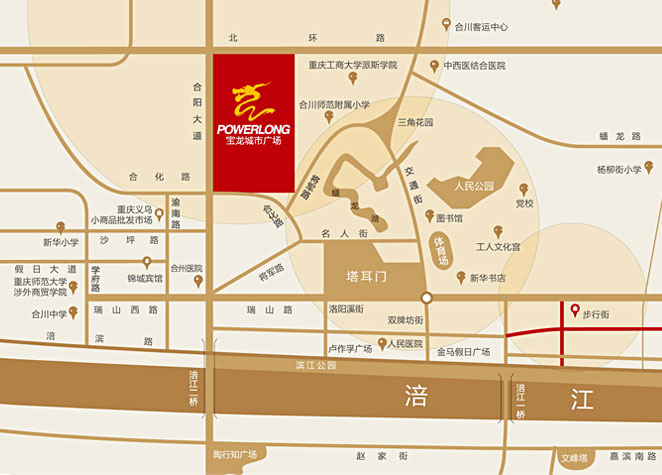 合川客运中心
北环路
重庆工商大学派斯学院
中西医结合医院
合阳大道
合川师范附属小学
三角花园
蟠龙路
POWERLONG
宝龙城市广场
杨柳街小学
合化路
将军路
蟠龙湖
交通街
人民公园
党校
渝南路
重庆义乌
小商品批发市场
合化路
图书馆
新华小学
沙坪路
名人街
体育场
工人文化宫
假日大道
学府路
锦城宾馆
合州医院
将军路
塔耳门
新华书店
重庆师范大学
涉外商贸学院
合川中学
瑞山西路
瑞山路
洛阳溪街
双牌坊街
步行街
涪滨路
卢作孚广场
人民医院
金马假日广场
滨江公园
涪江二桥
涪江
涪江一桥
陶行知广场
赵家街
文峰塔
嘉滨南路